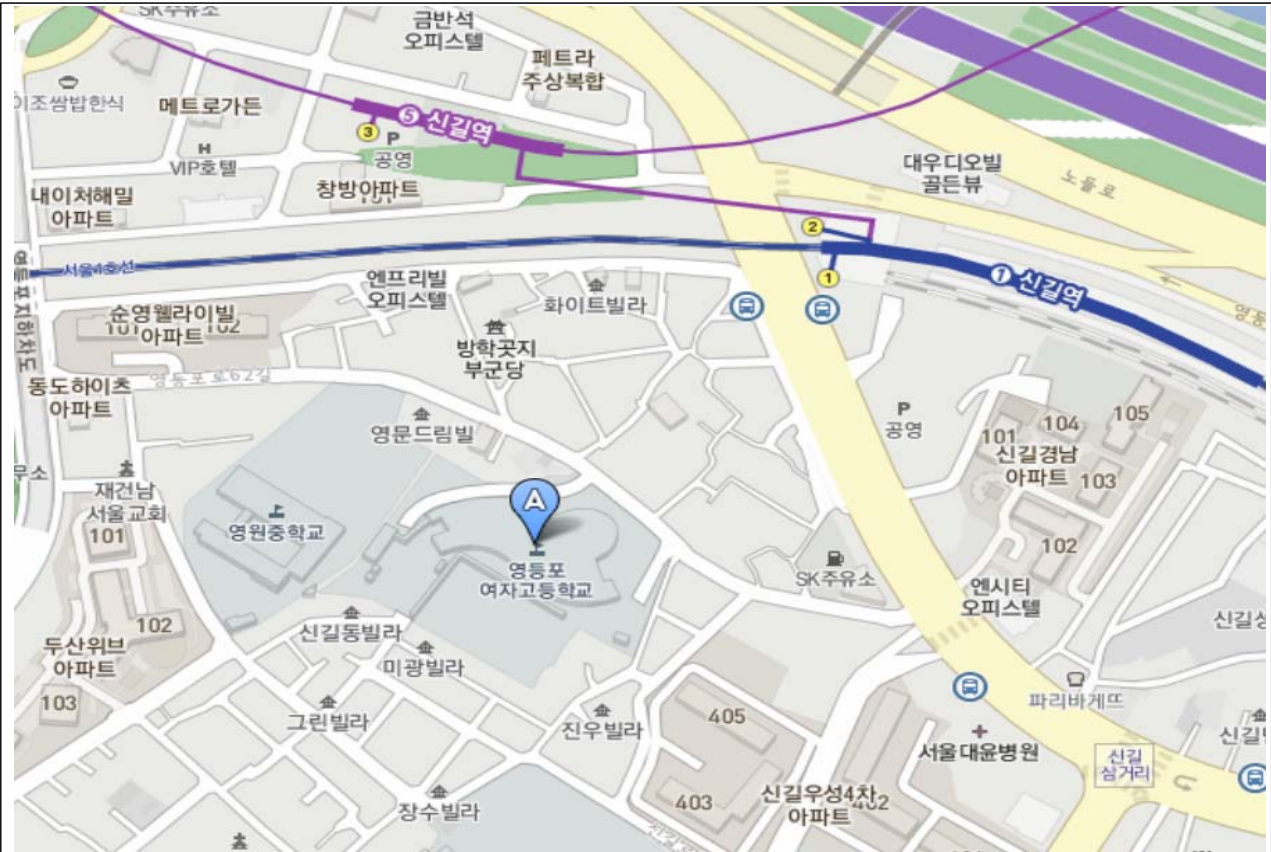 SK주유소
금반석
오피스텔
페트라
주상복합
이조쌈밥한식
메트로가든
5 신길역
3
P
공영
H
VIP호텔
창방아파트
101
대우디오빌
골든뷰
노들로
내이처해밀
아파트
2
서울1호선
1
1 신길역
영등포지하차도
엔프리빌
오피스텔
화이트빌라
순영웰라이빌
아파트
101
102
방학곳지
부군당
영등포로62길
동도하이츠
아파트
영문드림빌
P
공영
105
104
101
신길경남
아파트
103
102
재건남
서울교회
101
영원중학교
A
영등포
여자고등학교
SK주유소
엔시티
오피스텔
102
두산위브
아파트
103
신길동빌라
미광빌라
그린빌라
진우빌라
405
파리바게뜨
서울대윤병원
신길
삼거리
장수빌라
403
신길우성4차
아파트
402